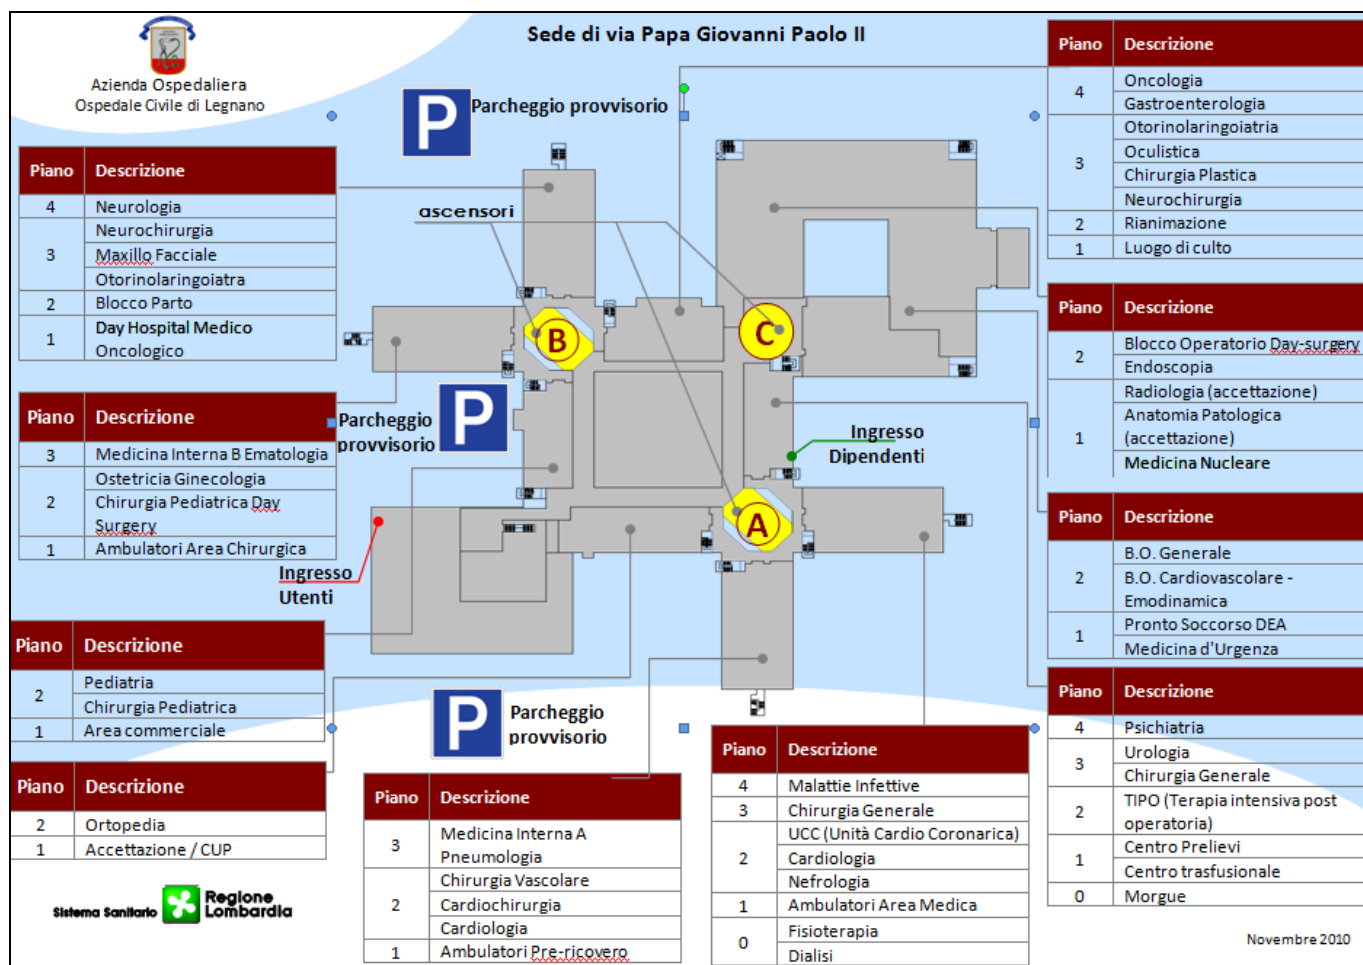 Sede di via Papa Giovanni Paolo II
Azienda Ospedaliera
Ospedale Civile di Legnano
P
Parcheggio provvisorio
ascensori
Piano Descrizione
4 Neurologia
3 Neurochirurgia
Maxillo Facciale
Otorinolaringoiatra
2 Blocco Parto
1 Day Hospital Medico
Oncologico
Piano Descrizione
3 Medicina Interna B Ematologia
2 Ostetricia Ginecologia
Chirurgia Pediatrica Day
Surgery
1 Ambulatori Area Chirurgica
P
Parcheggio
provvisorio
B
C
A
Ingresso
Dipendenti
Ingresso
Utenti
Piano Descrizione
2 Pediatria
Chirurgia Pediatrica
1 Area commerciale
Piano Descrizione
2 Ortopedia
1 Accettazione / CUP
P
Parcheggio
provvisorio
Piano Descrizione
3 Medicina Interna A
Pneumologia
2 Chirurgia Vascolare
Cardiochirurgia
Cardiologia
1 Ambulatori Pre-ricovero
Piano Descrizione
4 Malattie Infettive
3 Chirurgia Generale
2 UCC (Unità Cardio Coronarica)
Cardiologia
Nefrologia
1 Ambulatori Area Medica
0 Fisioterapia
Dialisi
Piano Descrizione
4 Oncologia
Gastroenterologia
3 Otorinolaringoiatria
Oculistica
Chirurgia Plastica
Neurochirurgia
2 Rianimazione
1 Luogo di culto
Piano Descrizione
2 Blocco Operatorio Day-surgery
Endoscopia
1 Radiologia (accettazione)
Anatomia Patologica
(accettazione)
Medicina Nucleare
Piano Descrizione
2 B.O. Generale
B.O. Cardiovascolare -
Emodinamica
1 Pronto Soccorso DEA
Medicina d'Urgenza
Piano Descrizione
4 Psichiatria
3 Urologia
Chirurgia Generale
2 TIPO (Terapia intensiva post
operatoria)
1 Centro Prelievi
Centro trasfusionale
0 Morgue
Sistema Sanitario Regione
Lombardia
Novembre 2010